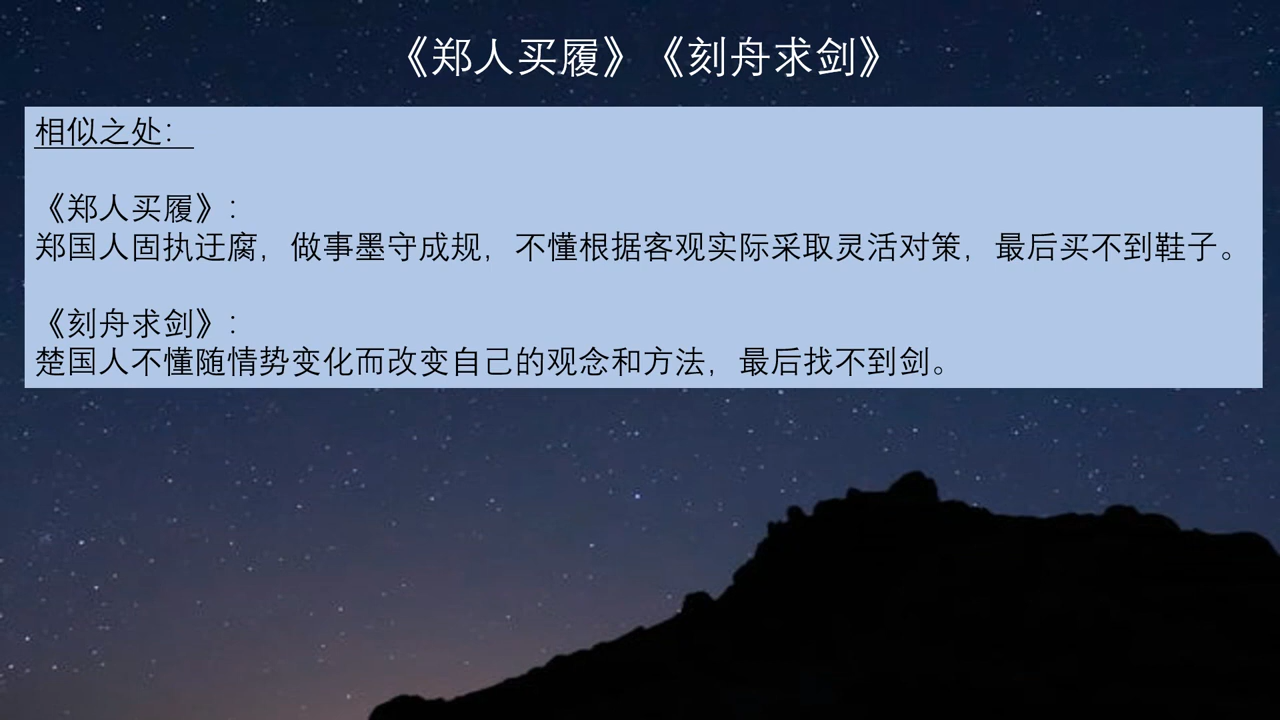 《郑人买履》《刻舟求剑》
相似之处：
《郑人买履》：
郑国人固执迂腐，做事墨守成规，不懂根据客观实际采取灵活对策，最后买不到鞋子。
《刻舟求剑》：
楚国人不懂随情势变化而改变自己的观念和方法，最后找不到剑。